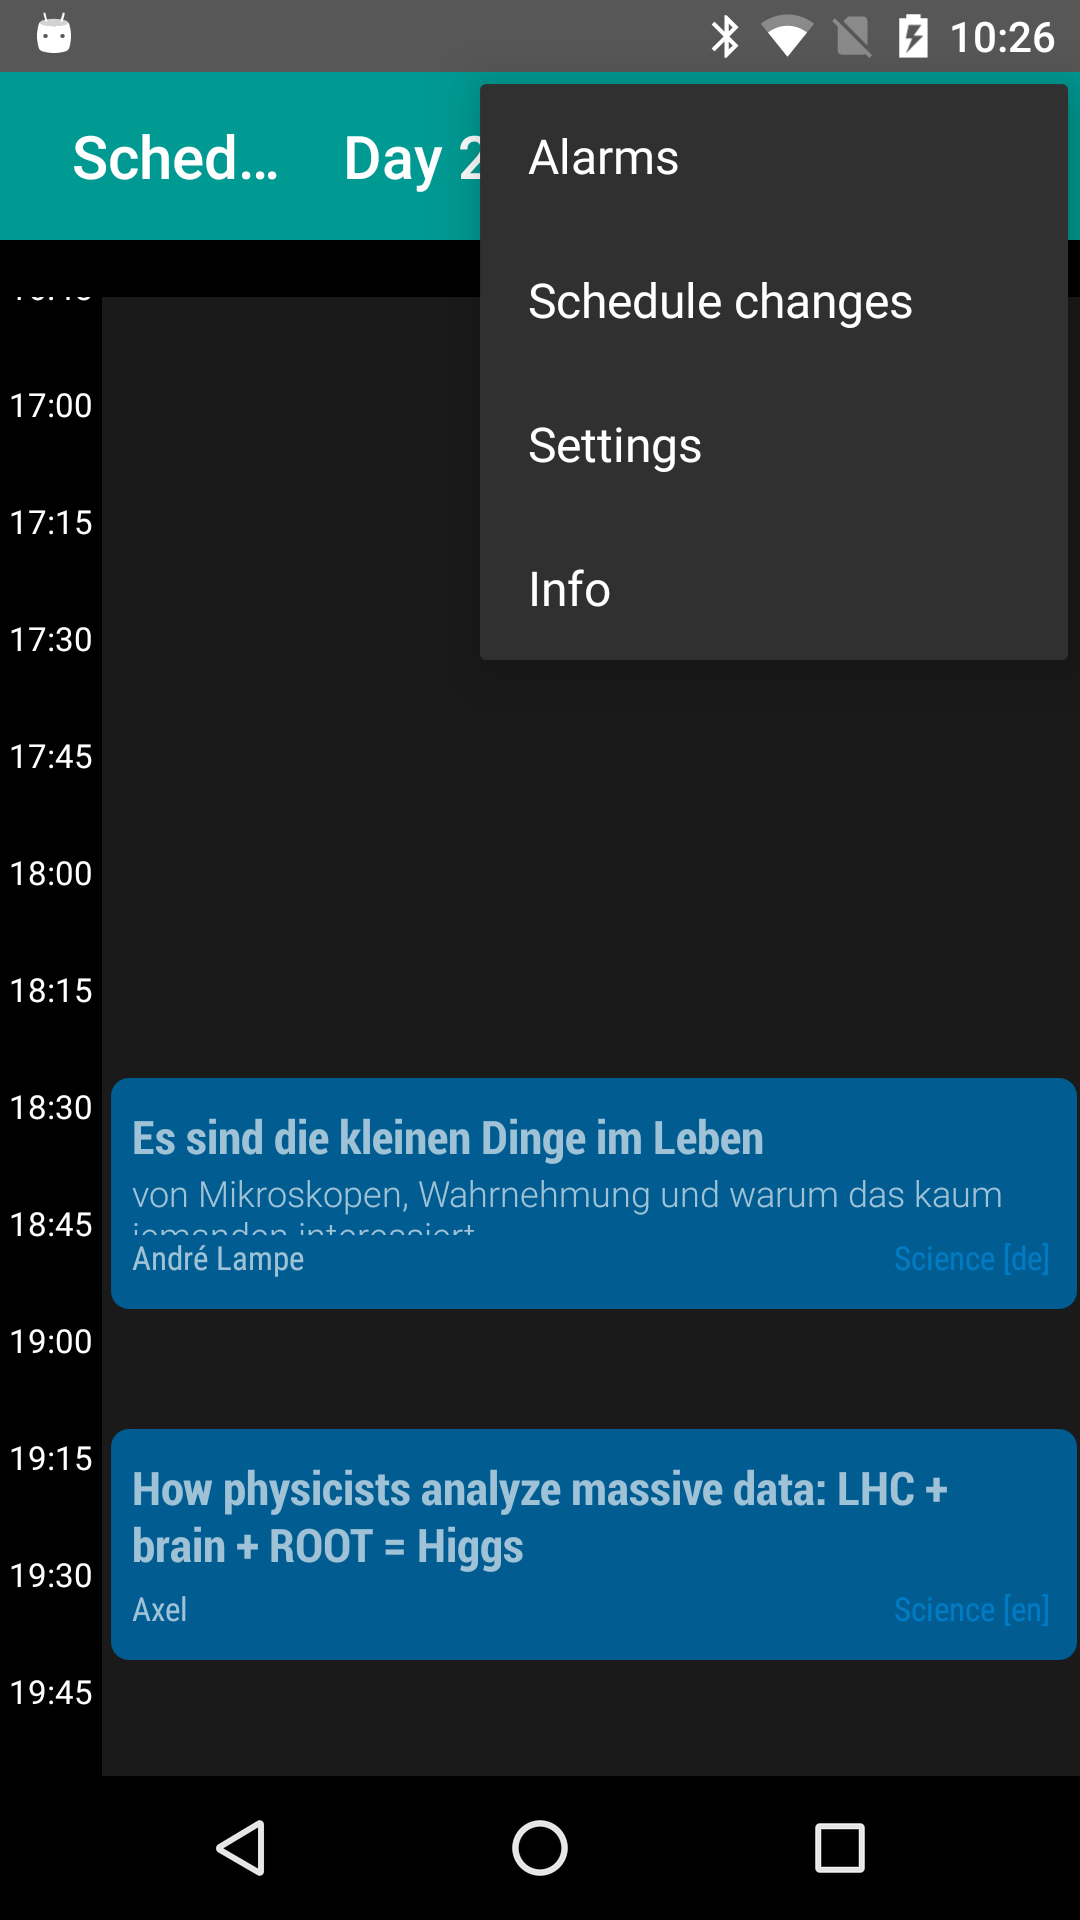 10:26
Sched...
Day 2
Alarms
Schedule changes
Settings
Info
17:00
17:15
17:30
17:45
18:00
18:15
18:30
18:45
19:00
19:15
19:30
19:45
Es sind die kleinen Dinge im Leben
von Mikroskopen, Wahrnehmung und warum das kaum
jemanden interessiert
André Lampe
Science [de]
How physicists analyze massive data: LHC +
brain + ROOT = Higgs
Axel
Science [en]